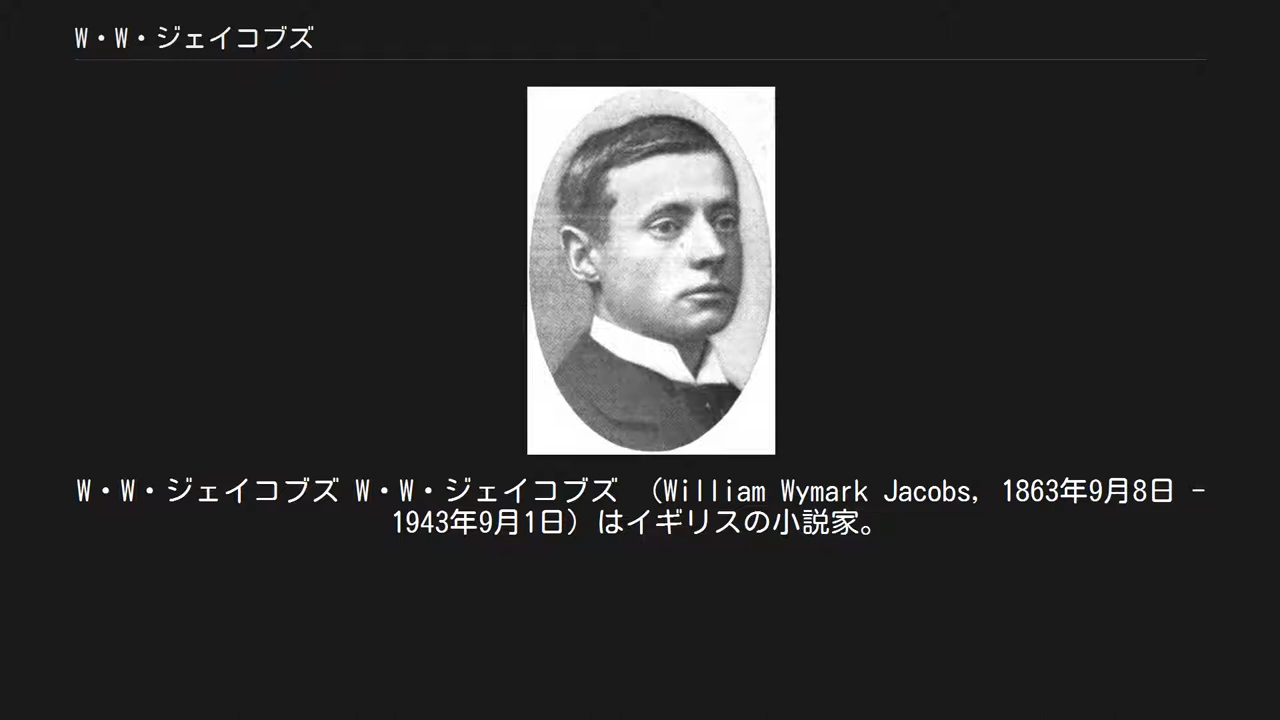 W・W・ジェイコブズ
W・W・ジェイコブズ W・W・ジェイコブズ （William Wymark Jacobs, 1863年9月8日 -
1943年9月1日）はイギリスの小説家。